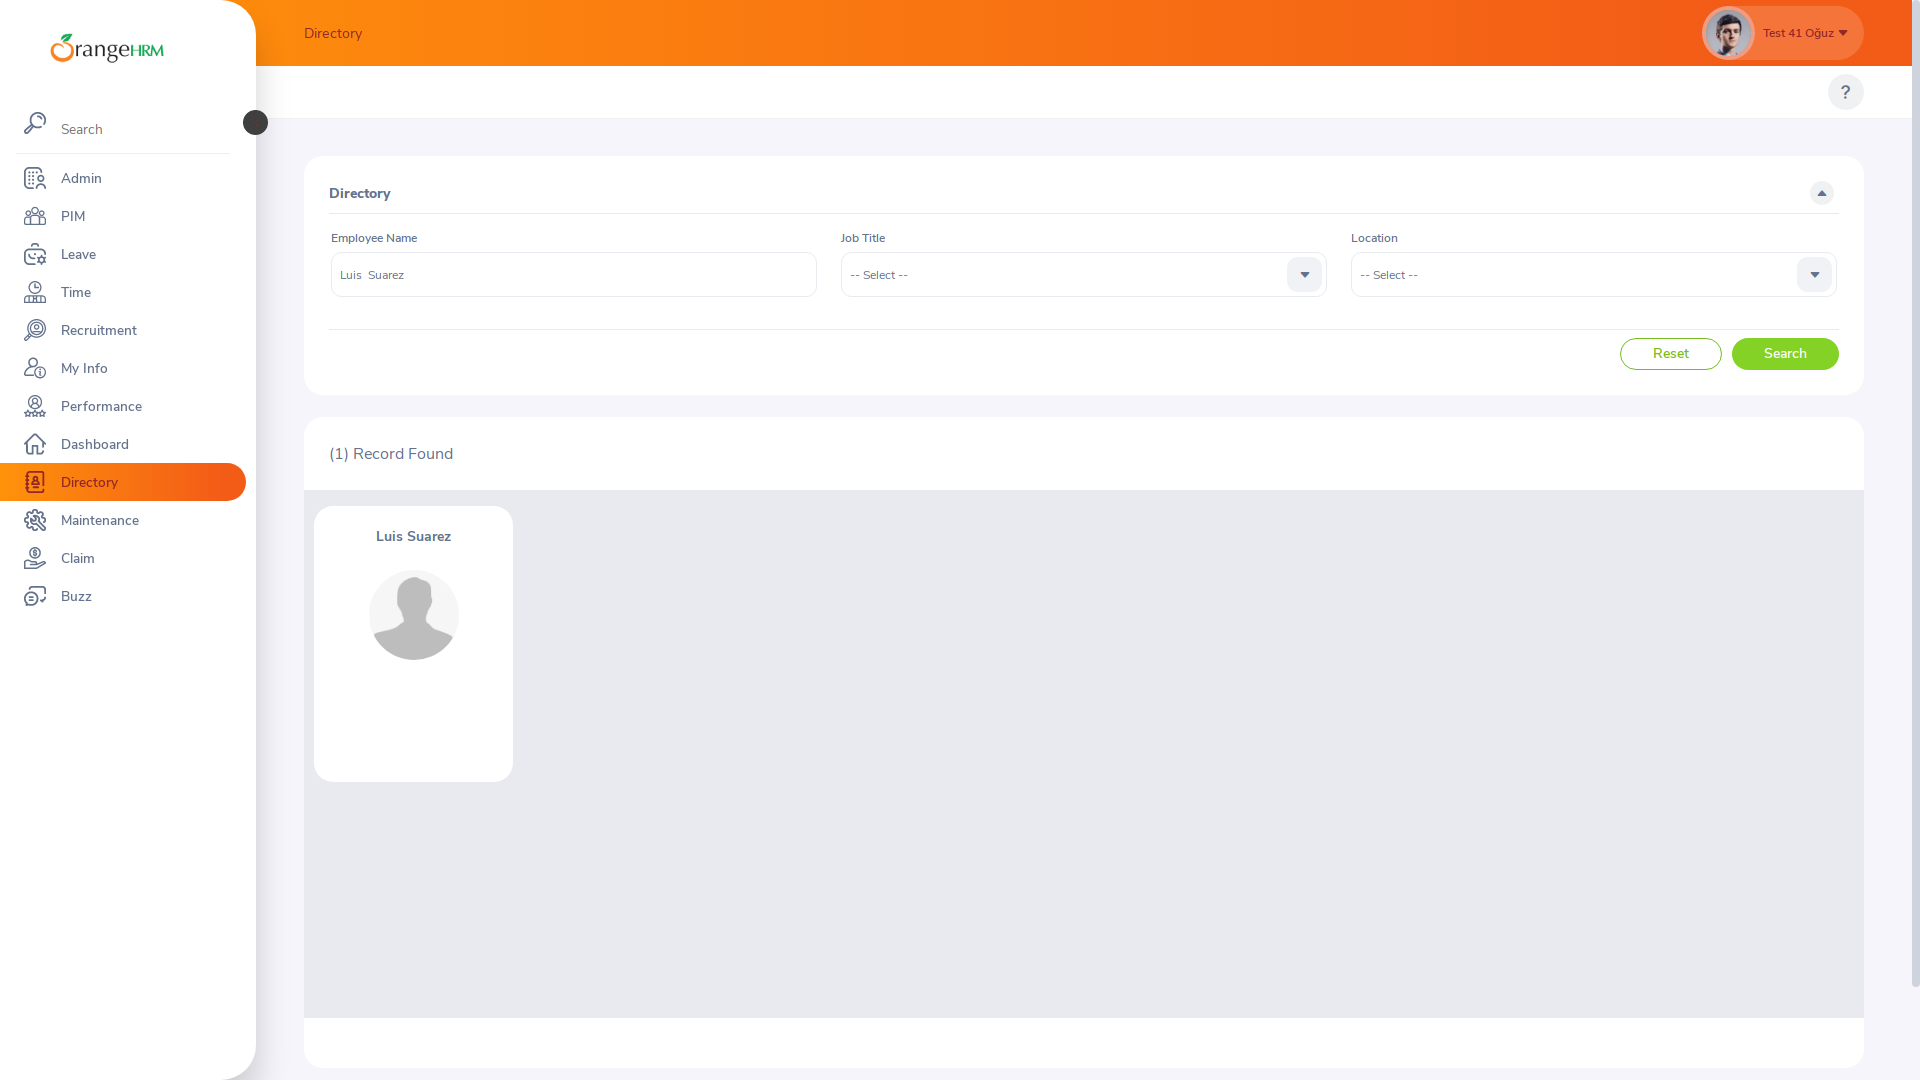 OrangeHRM
Search
Admin
PIM
Leave
Time
Recruitment
My Info
Performance
Dashboard
Directory
Maintenance
Claim
Buzz
Directory
Test 41 Oğuz
?
Directory
Employee Name
Job Title
Location
Luis  Suarez
-- Select --
-- Select --
Reset
Search
(1) Record Found
Luis Suarez